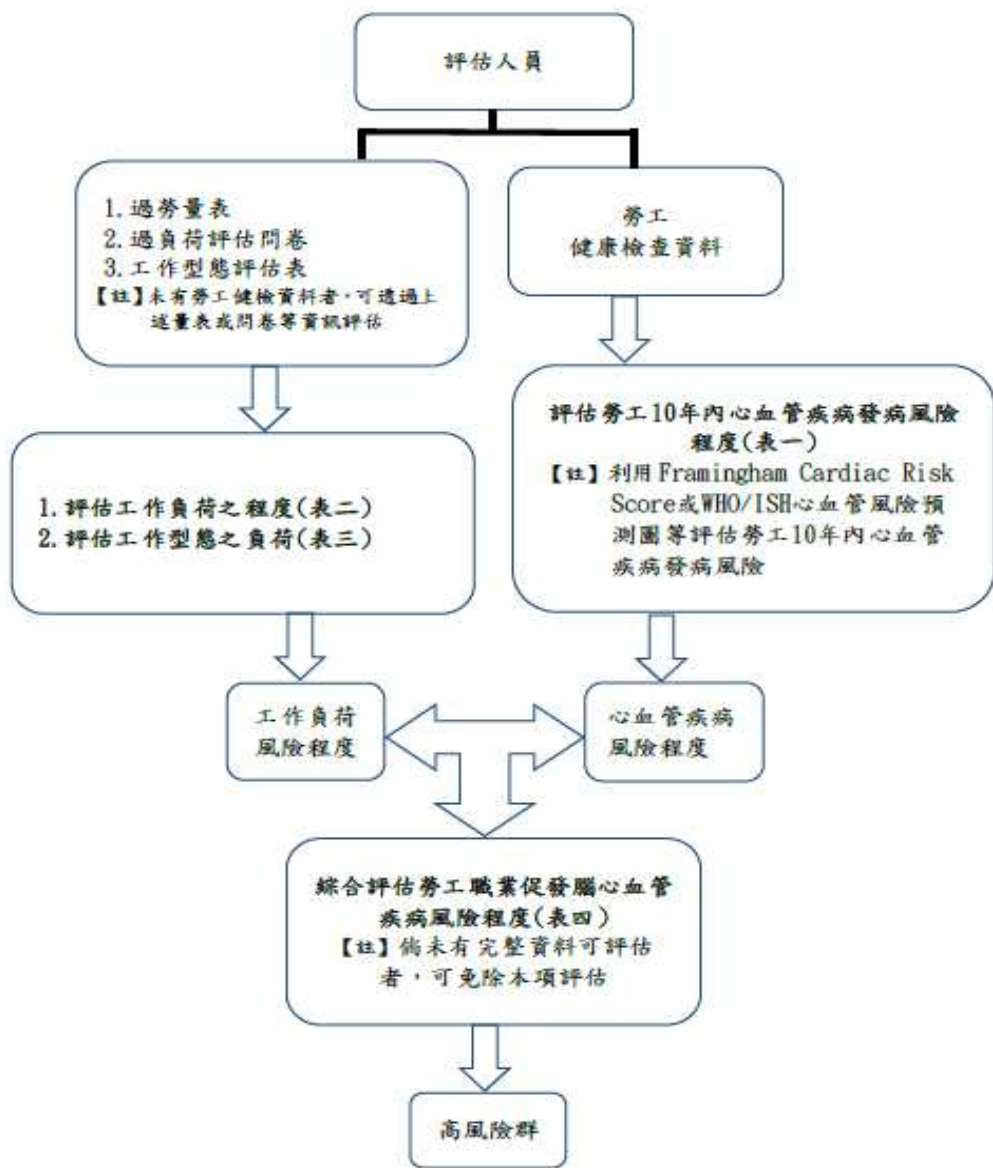 評估人員
1.過勞量表
2.過負荷評估問卷
3.工作型態評估表
【註】未有勞工健檢資料者，可透過上
述量表或問卷等資訊評估
勞工
健康檢查資料
1.評估工作負荷之程度(表二)
2.評估工作型態之負荷(表三)
評估勞工10年內心血管疾病發病風險
程度(表一)
【註】利用Framingham Cardiac Risk
Score或WHO/ISH心血管風險預
測圖等評估勞工10年內心血管
疾病發病風險
工作負荷
風險程度
心血管疾病
風險程度
綜合評估勞工職業促發腦心血管
疾病風險程度(表四)
【註】倘未有完整資料可評估
者，可免除本項評估
高風險群